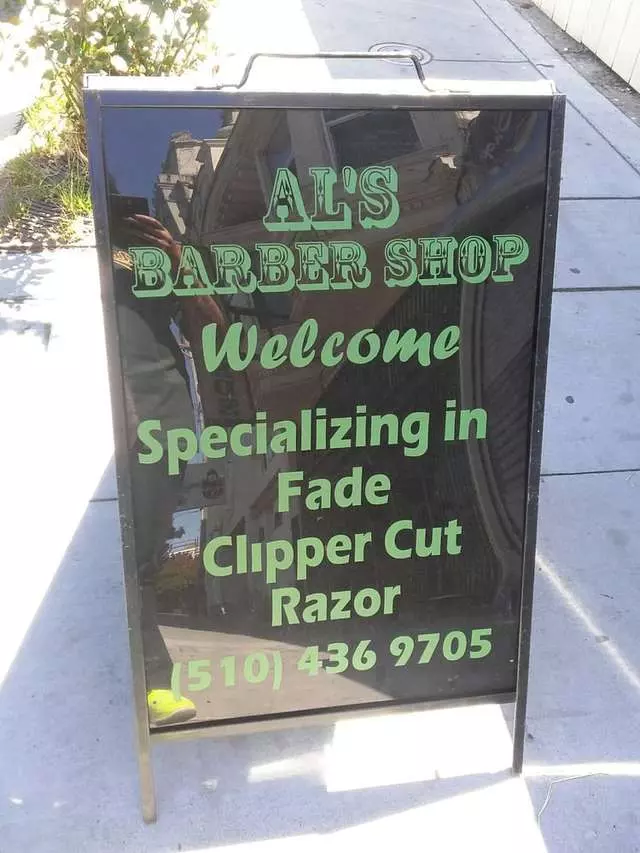 AL'S
BARBER SHOP
Welcome
Specializing in
Fade
Clipper Cut
Razor
(510) 436 9705